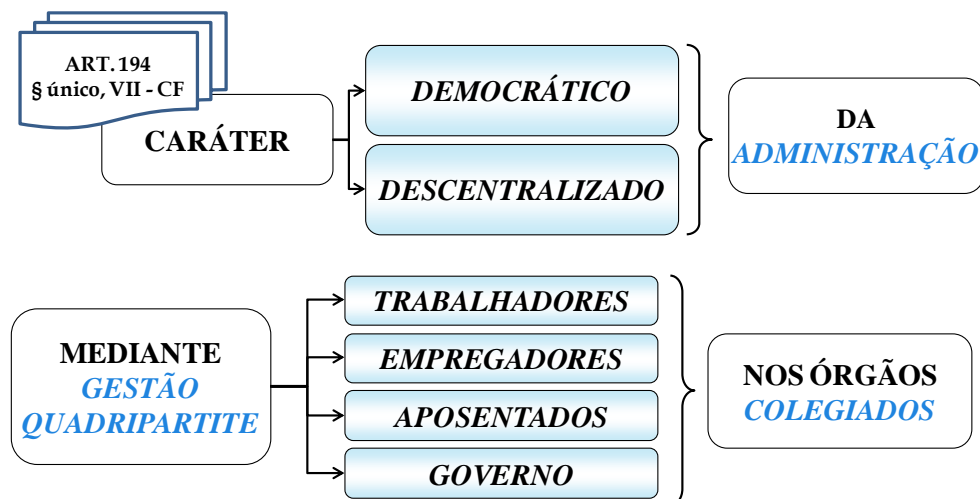 ART. 194
§ único, VII - CF
CARÁTER
DEMOCRÁTICO
DESCENTRALIZADO
DA
ADMINISTRAÇÃO
MEDIANTE
GESTÃO
QUADRIPARTITE
TRABALHADORES
EMPREGADORES
APOSENTADOS
GOVERNO
NOS ÓRGÃOS
COLEGIADOS